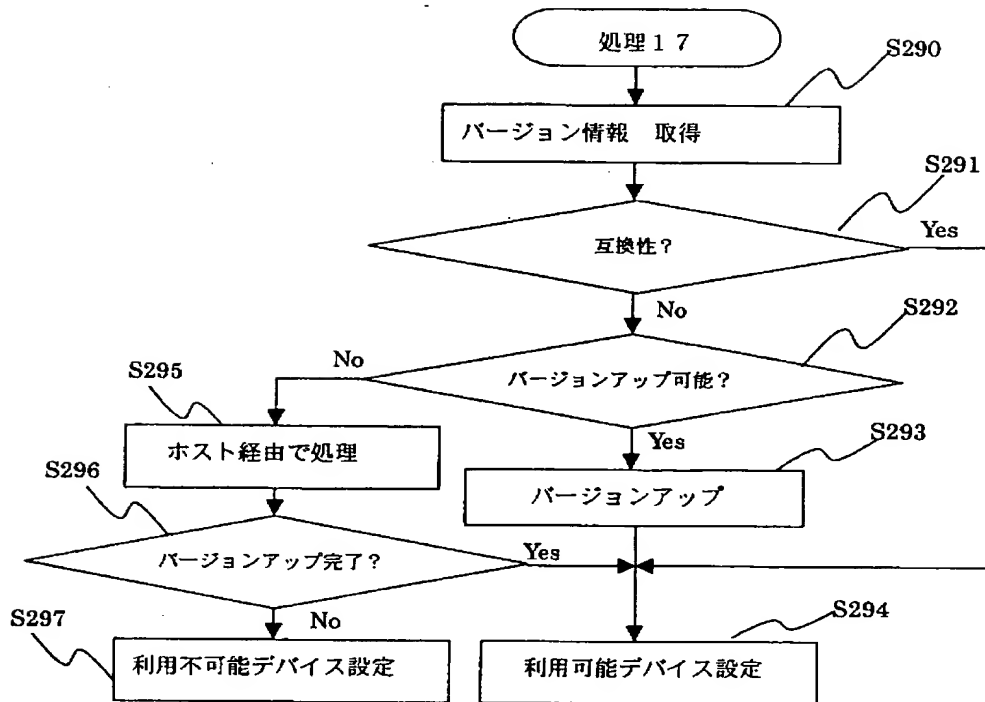 処理１７
S290
バージョン情報　取得
S291
互換性？
Yes
No
S292
バージョンアップ可能？
No
S295
Yes
S293
ホスト経由で処理
バージョンアップ
S296
バージョンアップ完了？
Yes
No
S297
S294
利用不可能デバイス設定
利用可能デバイス設定